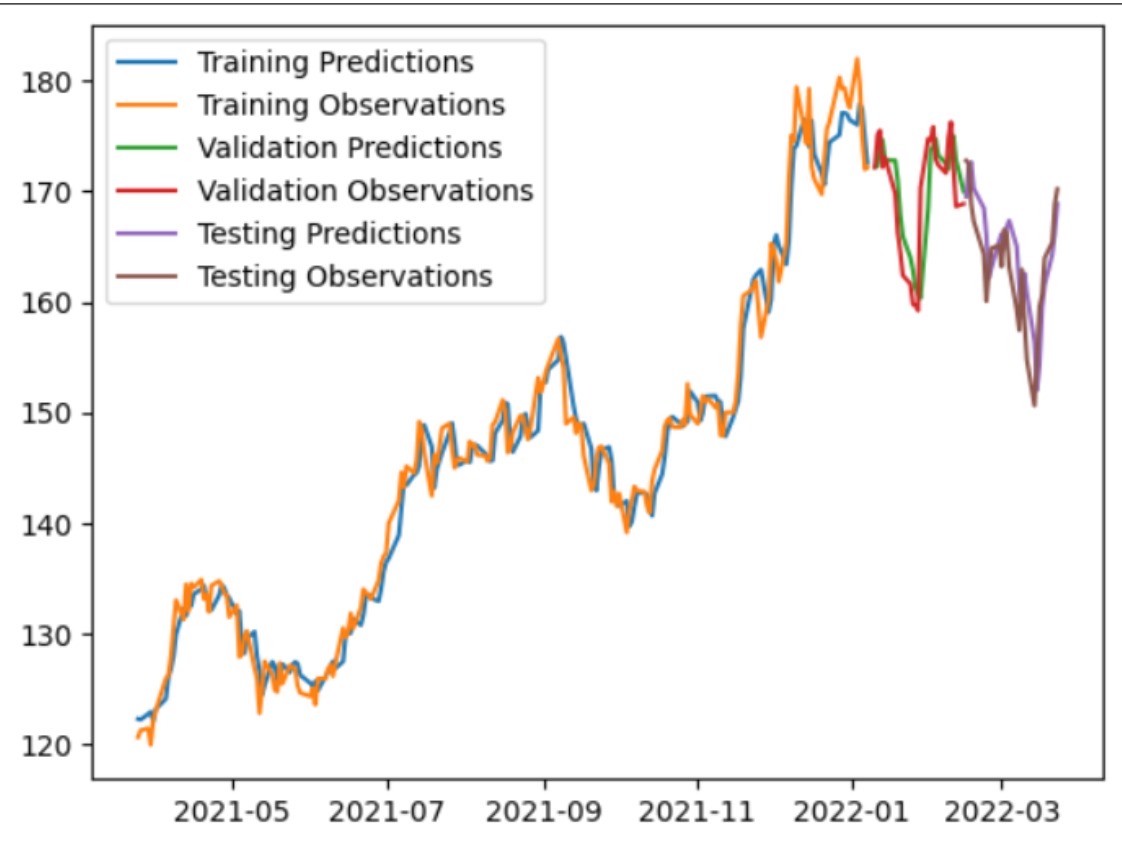 Training Predictions
Training Observations
Validation Predictions
Validation Observations
Testing Predictions
Testing Observations
180
170
160
150
140
130
120
2021-05 2021-07 2021-09 2021-11 2022-01 2022-03